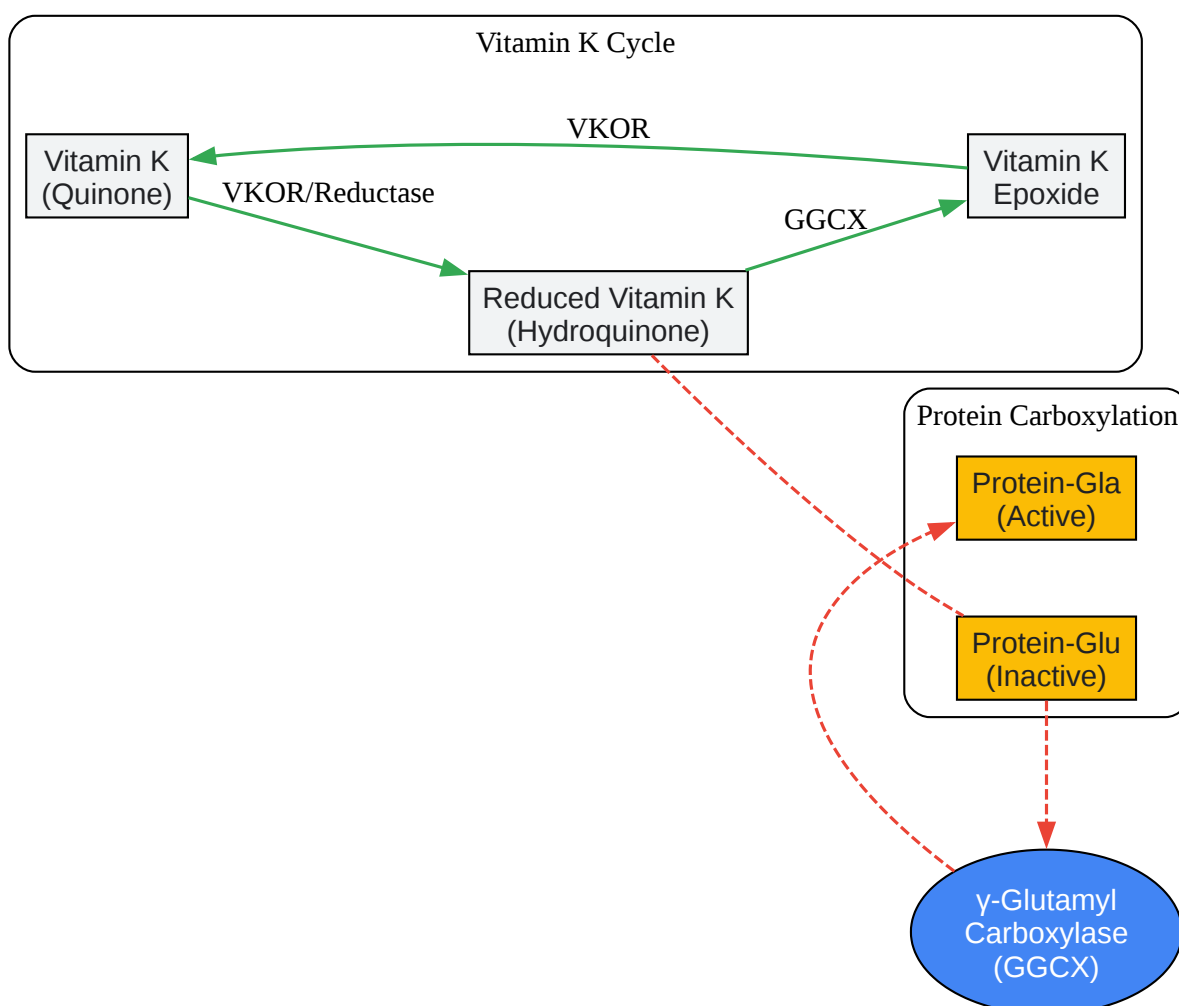 Vitamin K Cycle
VKOR
Vitamin K
(Quinone)
Vitamin K
Epoxide
VKOR/Reductase
GGCX
Reduced Vitamin K
(Hydroquinone)
Protein Carboxylation
Protein-Gla
(Active)
Protein-Glu
(Inactive)
γ-Glutamyl
Carboxylase
(GGCX)